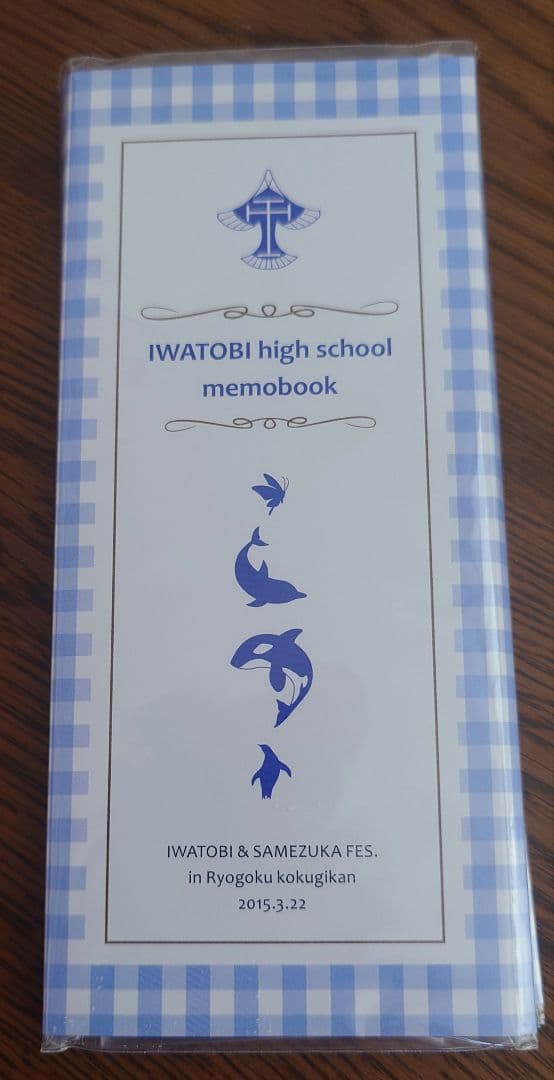 IWATOBI high school
memobook
IWATOBI & SAMEZUKA FES.
in Ryogoku kokugikan
2015.3.22